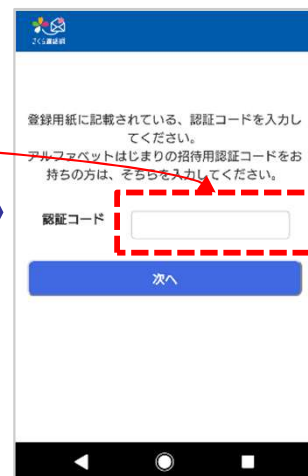 さくら連絡網
登録用紙に記載されている、認証コードを入力し
てください。
アルファベットはじまりの招待用認証コードをお
持ちの方は、そちらを入力してください。
認証コード
次へ